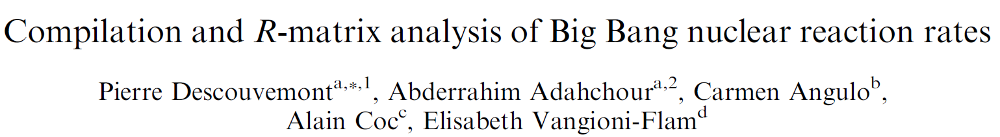 Compilation and R-matrix analysis of Big Bang nuclear reaction rates
Pierre Descouvemont^a,*,1, Abderrahim Adahchour^a,2, Carmen Angulo^b,
Alain Coc^c, Elisabeth Vangioni-Flam^d